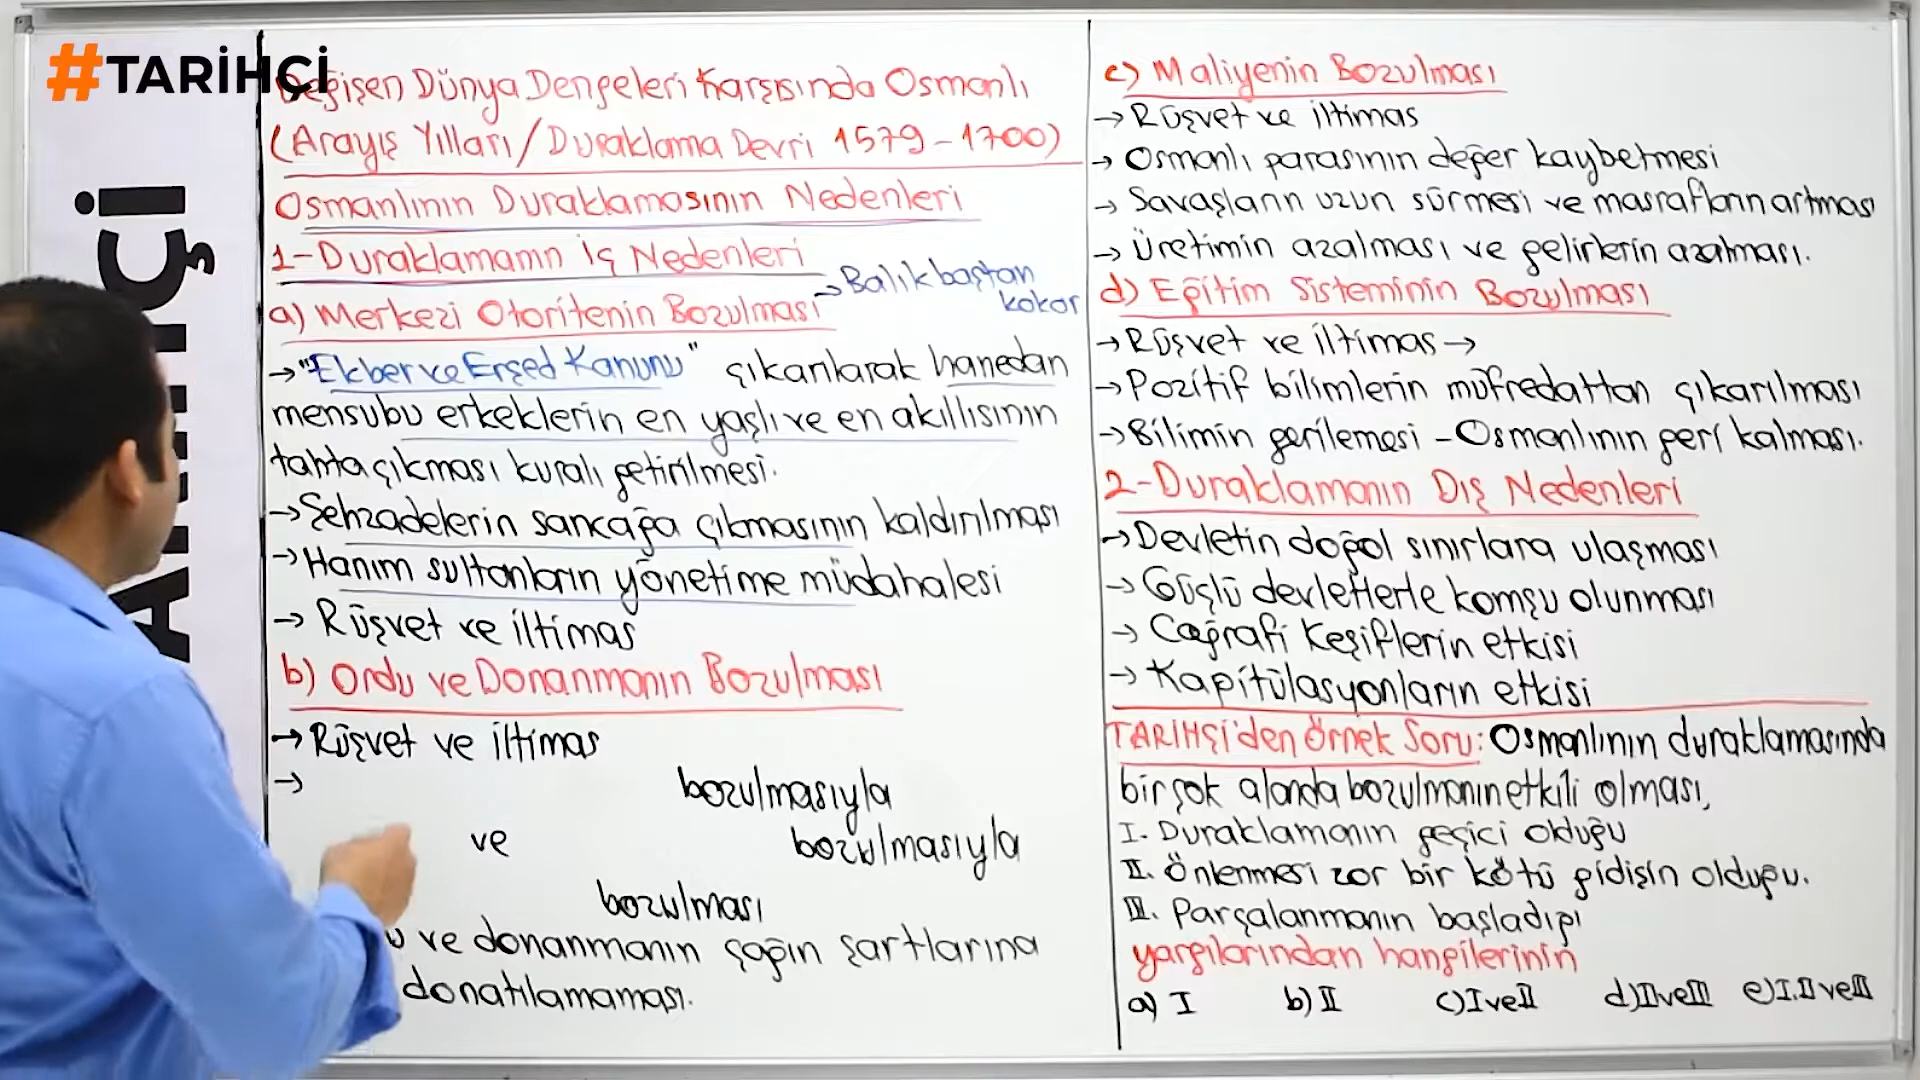 #TARİHÇİ
Değişen Dünya Dengeleri Karşısında Osmanlı
(Arayış Yılları/Duraklama Devri 1579-1700)
Osmanlının Duraklamasının Nedenleri
1-Duraklamanın İç Nedenleri
a) Merkezi Otoritenin Bozulması → Balık baştan kokar
→ "Ekber ve Erşed Kanunu" çıkarılarak hanedan
mensubu erkeklerin en yaşlı ve en akıllısının
tahta çıkması kuralı getirilmesi.
→ Şehzadelerin sancağa çıkmasının kaldırılması
→ Hanım sultanların yönetime müdahalesi
→ Rüşvet ve iltimas
b) Ordu ve Donanmanın Bozulması
→ Rüşvet ve iltimas
→ bozulmasıyla
ve bozulmasıyla
bozulması
ve donanmanın çağın şartlarına
donatılamaması.
c) Maliyenin Bozulması
→ Rüşvet ve iltimas
→ Osmanlı parasının değer kaybetmesi
→ Savaşların uzun sürmesi ve masrafların artması
→ Üretimin azalması ve gelirlerin azalması.
d) Eğitim Sisteminin Bozulması
→ Rüşvet ve iltimas →
→ Pozitif bilimlerin müfredattan çıkarılması
→ Bilimin gerilemesi - Osmanlının geri kalması.
2-Duraklamanın Dış Nedenleri
→ Devletin doğal sınırlara ulaşması
→ Güçlü devletlerle komşu olunması
→ Coğrafi Keşiflerin etkisi
→ Kapitülasyonların etkisi
TARİHÇİ'den Örnek Soru: Osmanlının duraklamasında
birçok alanda bozulmanın etkili olması,
I. Duraklamanın geçici olduğu
II. Önlenmesi zor bir kötü gidişin olduğu.
III. Parçalanmanın başladığı
yargılarından hangilerinin
a) I b) II c) I ve II d) II ve III e) I, II ve III